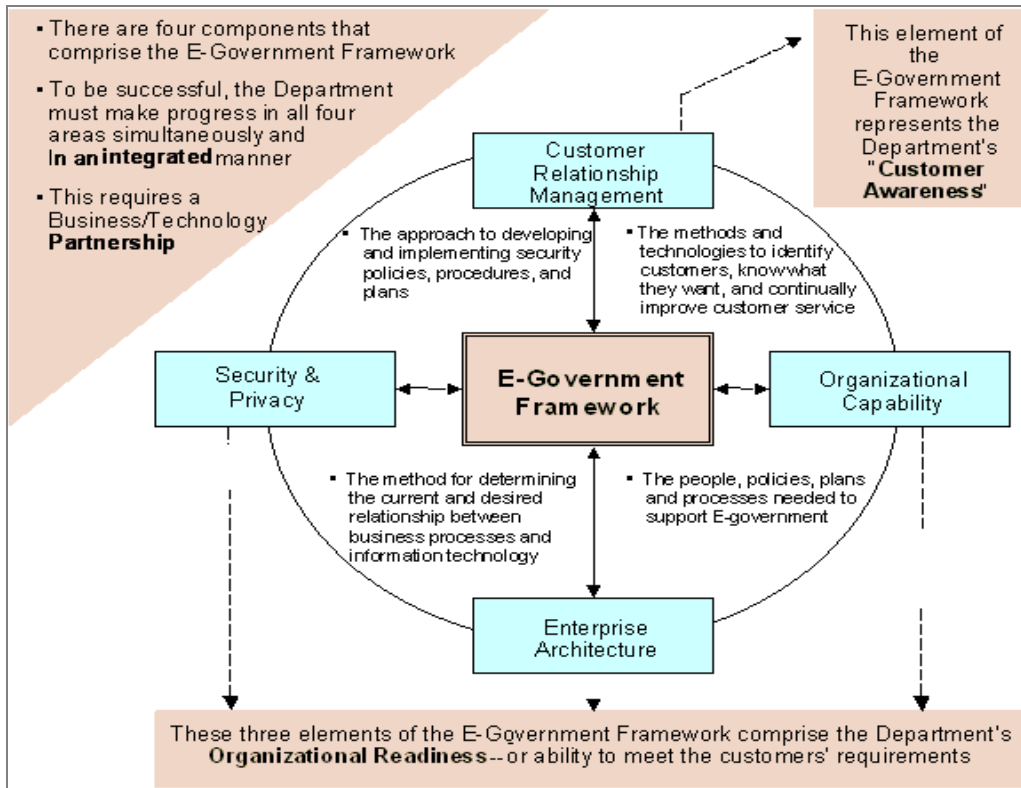 ▪ There are four components that
comprise the E-Government Framework
▪ To be successful, the Department
must make progress in all four
areas simultaneously and
In an integrated manner
▪ This requires a
Business/Technology
Partnership
This element of
the
E-Government
Framework
represents the
Department's
"Customer
Awareness"
Customer
Relationship
Management
▪ The approach to developing
and implementing security
policies, procedures, and
plans
▪ The methods and
technologies to identify
customers, know what
they want, and continually
improve customer service
Security &
Privacy
E-Government
Framework
Organizational
Capability
▪ The method for determining
the current and desired
relationship between
business processes and
information technology
▪ The people, policies, plans
and processes needed to
support E-government
Enterprise
Architecture
These three elements of the E-Government Framework comprise the Department's
Organizational Readiness--or ability to meet the customers' requirements